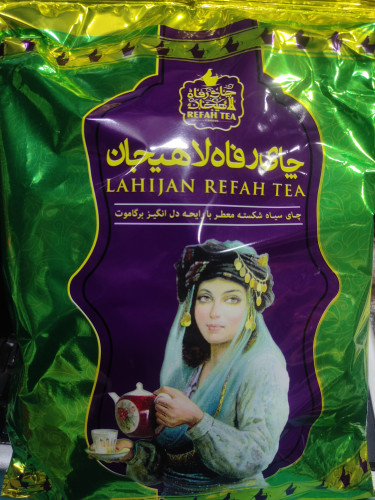 چای رفاه
لاهیجان
REFAH TEA
چای رفاه لاهیجان
LAHIJAN REFAH TEA
چای سیاه شکسته معطر با رایحه دل انگیز برگاموت